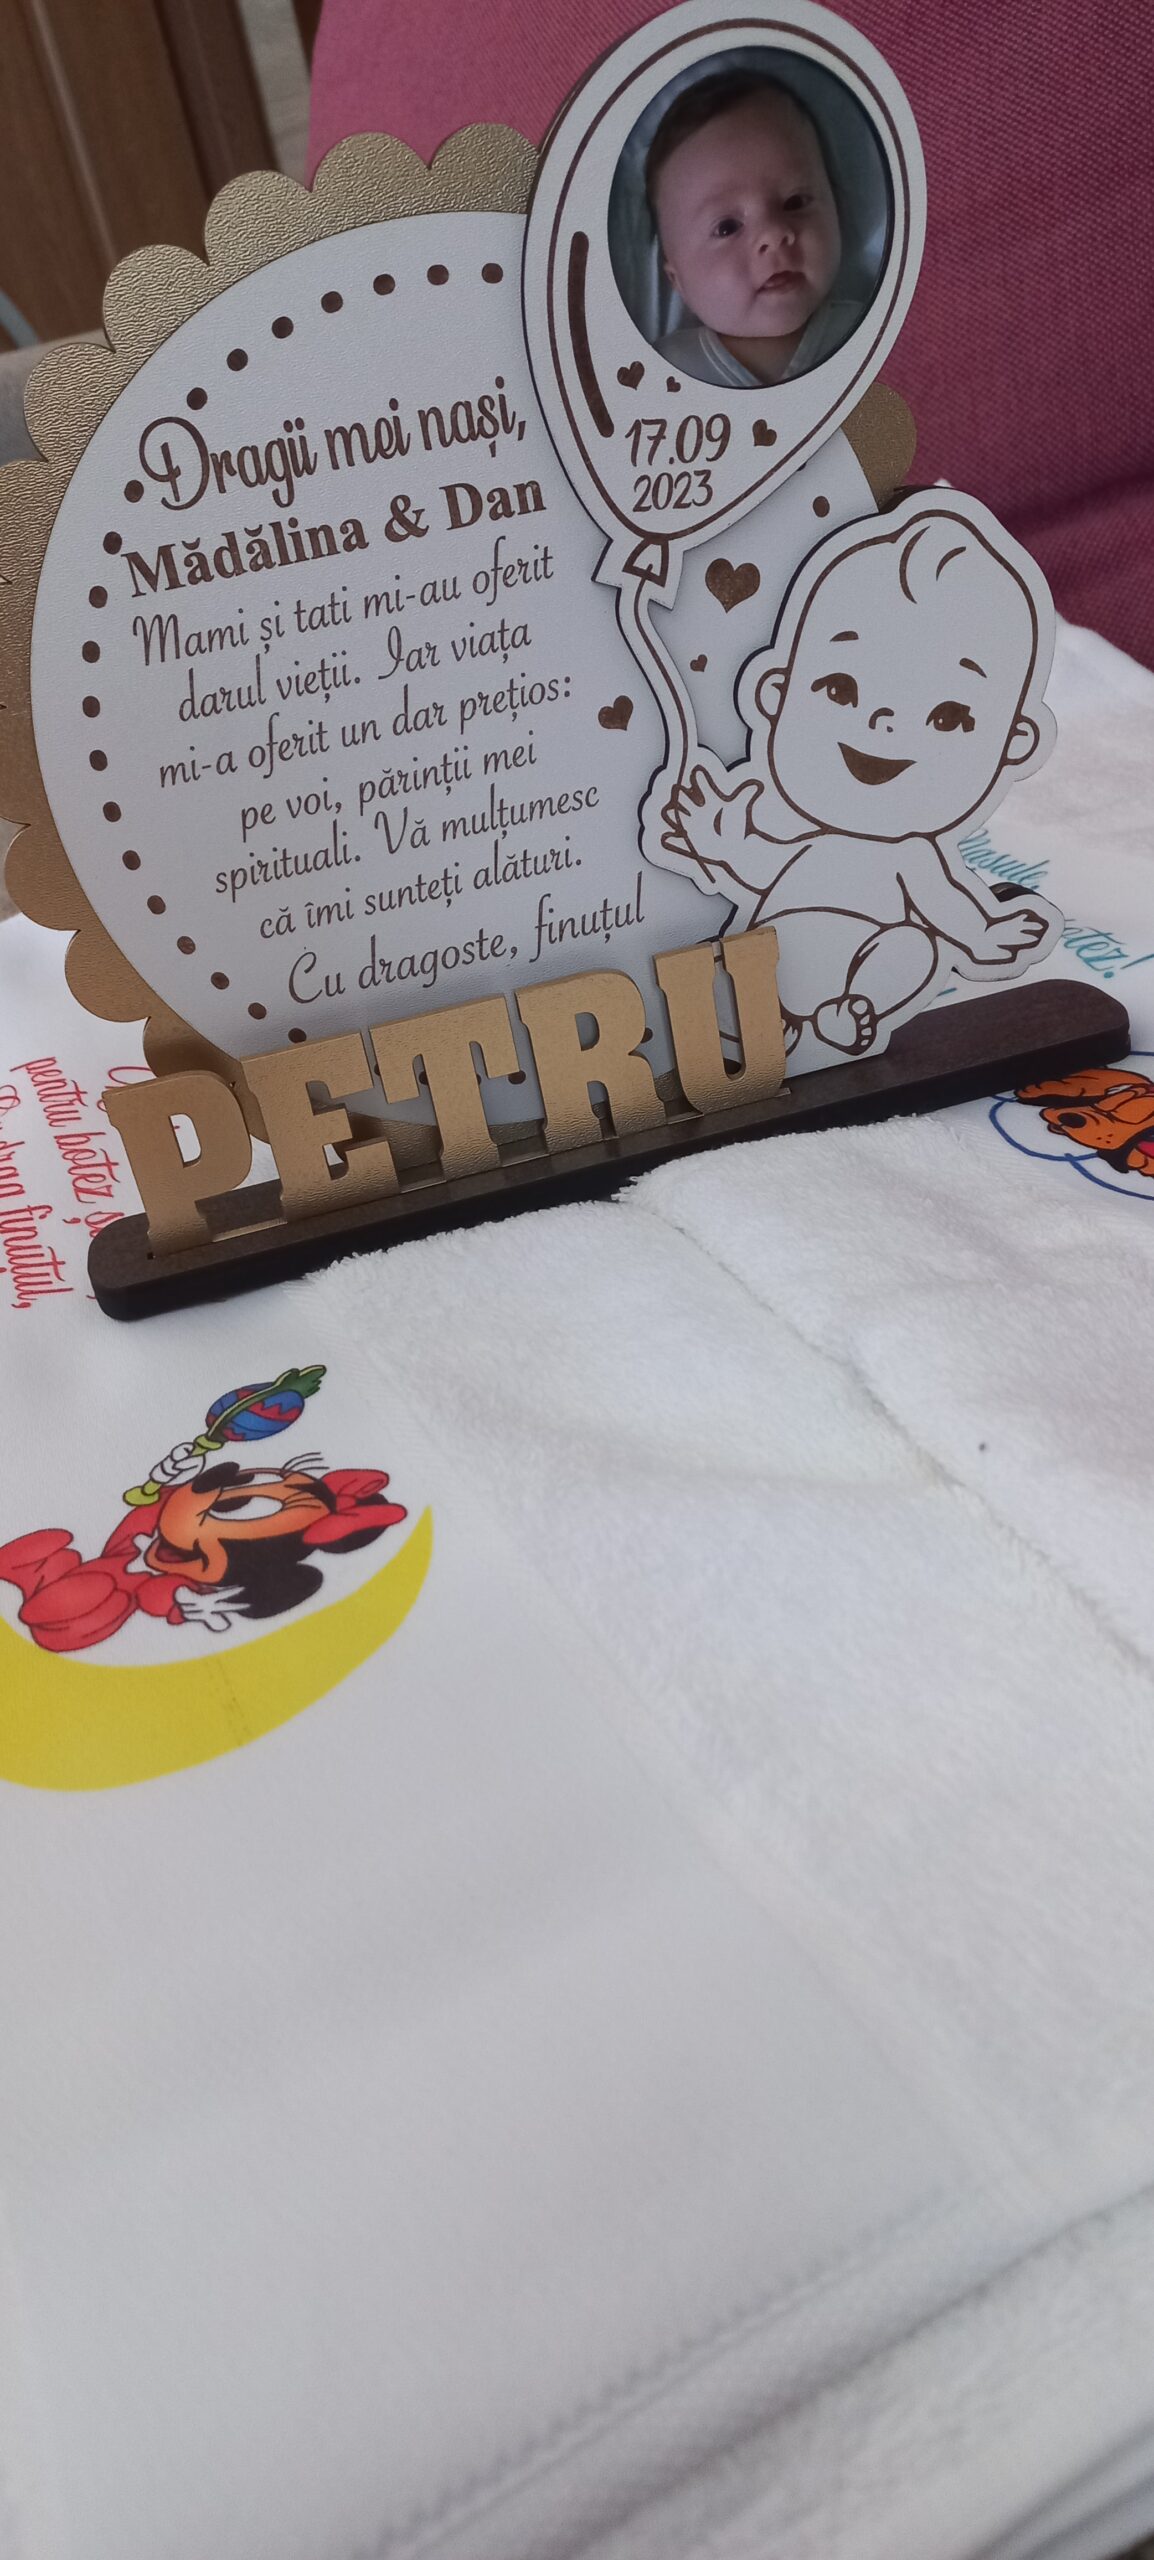 Dragii mei nași,
Mădălina & Dan
Mami și tati mi-au oferit
darul vieții. Iar viața
mi-a oferit un dar prețios:
pe voi, părinții mei
spirituali. Vă mulțumesc
că îmi sunteți alături.
Cu dragoste, finuțul
PETRU
17.09
2023
pentru botez
finuțul,
Nașule,
botez!